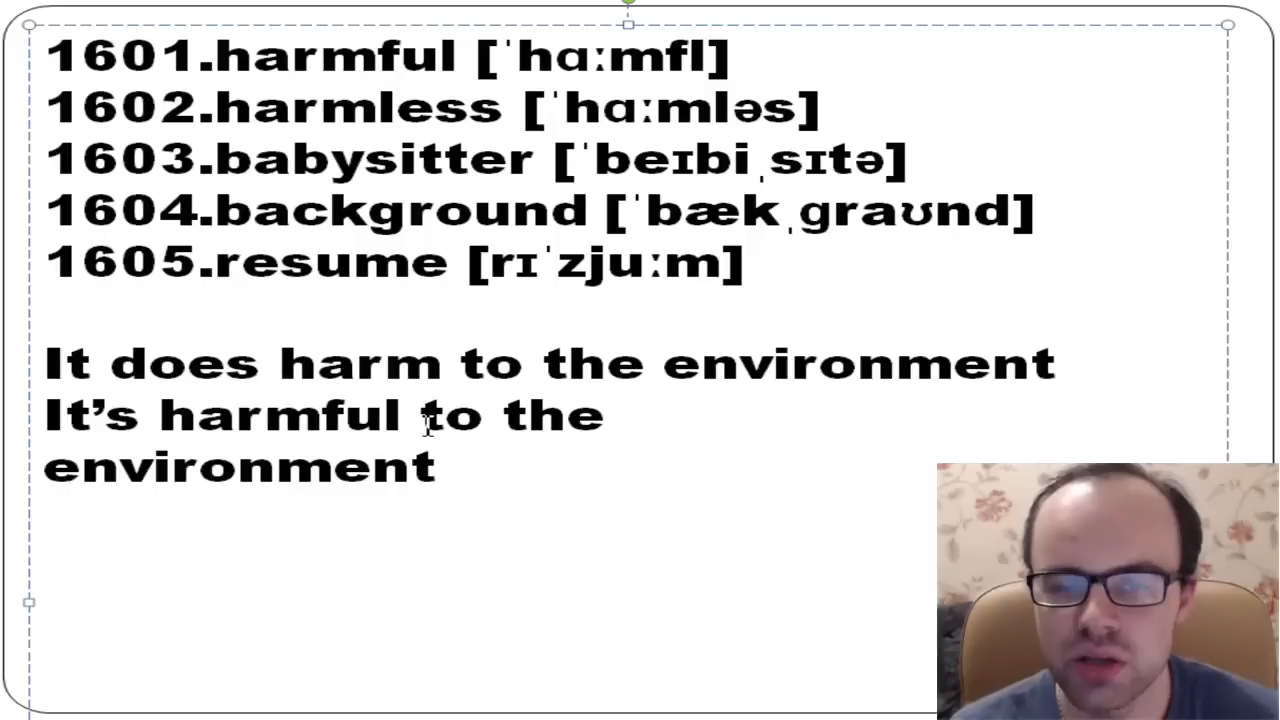 1601.harmful [ˈhɑːmfl]
1602.harmless [ˈhɑːmləs]
1603.babysitter [ˈbeɪbiˌsɪtə]
1604.background [ˈbækˌɡraʊnd]
1605.resume [rɪˈzjuːm]
It does harm to the environment
It’s harmful to the
environment